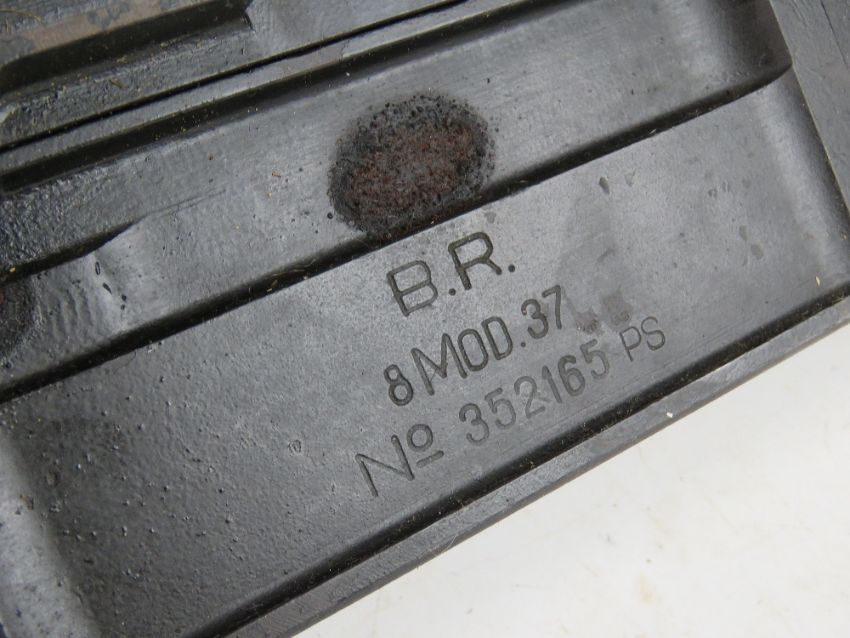 B.R.
8 MOD. 37
Nº 352165 PS